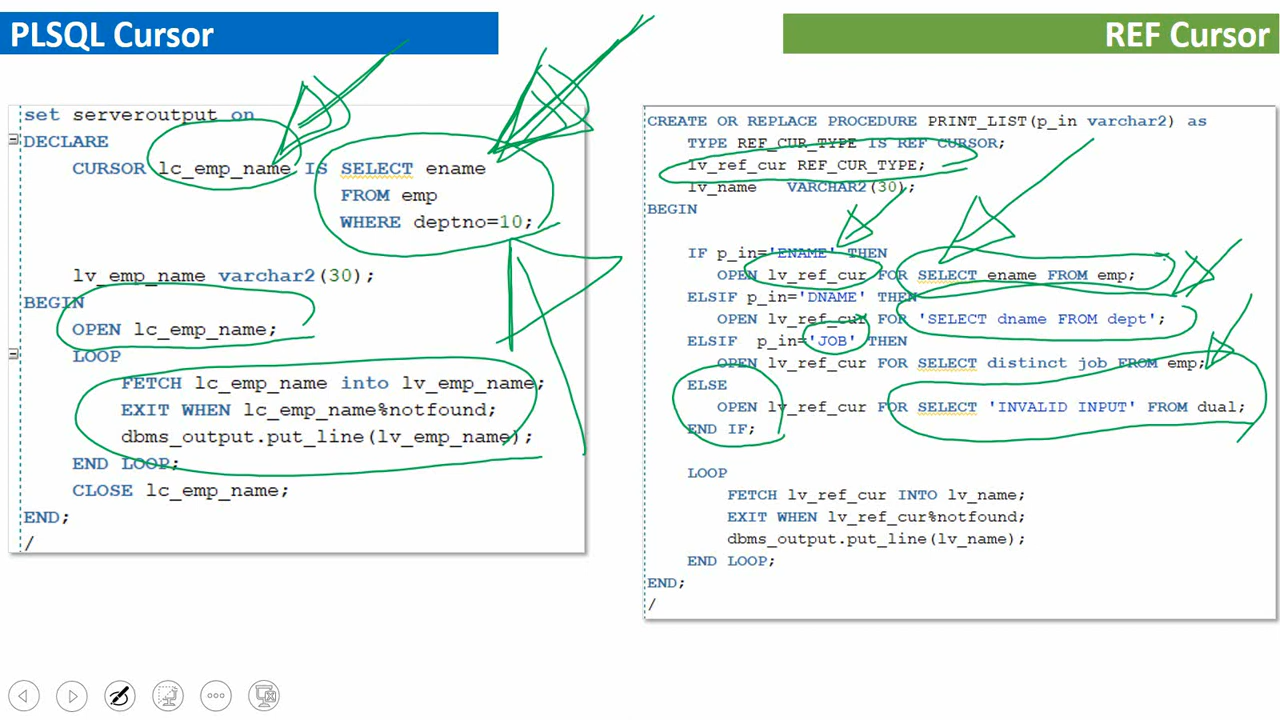 PLSQL Cursor
REF Cursor
set serveroutput on
DECLARE
CURSOR lc_emp_name IS SELECT ename
FROM emp
WHERE deptno=10;
lv_emp_name varchar2(30);
BEGIN
OPEN lc_emp_name;
LOOP
FETCH lc_emp_name into lv_emp_name;
EXIT WHEN lc_emp_name%notfound;
dbms_output.put_line(lv_emp_name);
END LOOP;
CLOSE lc_emp_name;
END;
/
CREATE OR REPLACE PROCEDURE PRINT_LIST(p_in varchar2) as
TYPE REF_CUR_TYPE IS REF CURSOR;
lv_ref_cur REF_CUR_TYPE;
lv_name VARCHAR2(30);
BEGIN
IF p_in='ENAME' THEN
OPEN lv_ref_cur FOR SELECT ename FROM emp;
ELSIF p_in='DNAME' THEN
OPEN lv_ref_cur FOR 'SELECT dname FROM dept';
ELSIF p_in='JOB' THEN
OPEN lv_ref_cur FOR SELECT distinct job FROM emp;
ELSE
OPEN lv_ref_cur FOR SELECT 'INVALID INPUT' FROM dual;
END IF;
LOOP
FETCH lv_ref_cur INTO lv_name;
EXIT WHEN lv_ref_cur%notfound;
dbms_output.put_line(lv_name);
END LOOP;
END;
/